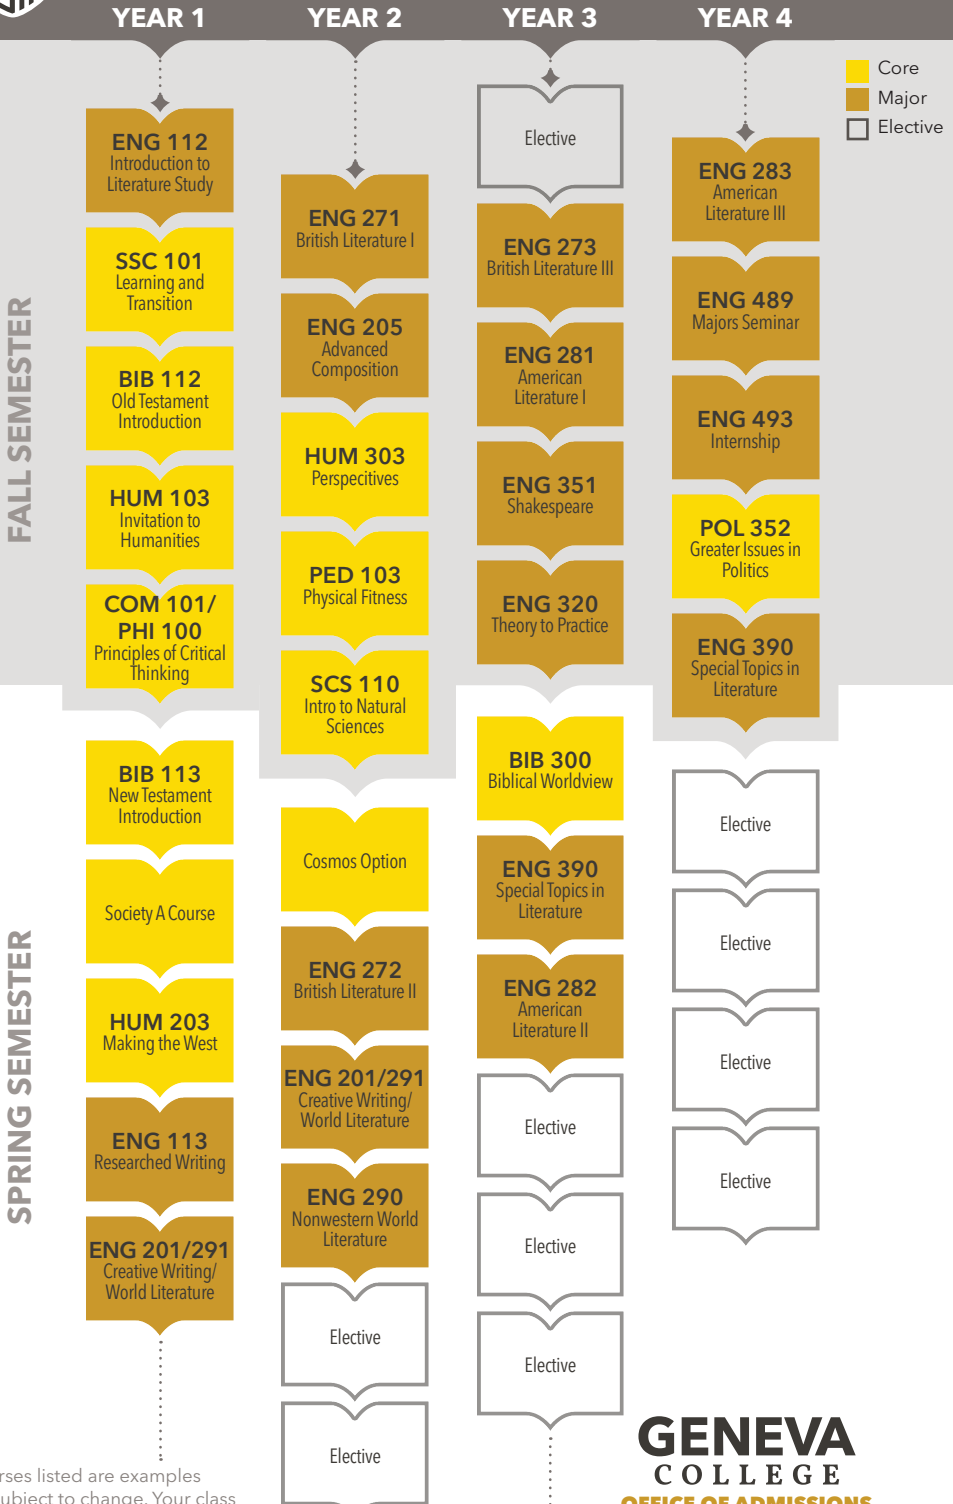 YEAR 1
YEAR 2
YEAR 3
YEAR 4
Core
Major
Elective
FALL SEMESTER
ENG 112
Introduction to
Literature Study
SSC 101
Learning and
Transition
BIB 112
Old Testament
Introduction
HUM 103
Invitation to
Humanities
COM 101/
PHI 100
Principles of Critical
Thinking
ENG 271
British Literature I
ENG 205
Advanced
Composition
HUM 303
Perspecitives
PED 103
Physical Fitness
SCS 110
Intro to Natural
Sciences
Elective
ENG 273
British Literature III
ENG 281
American
Literature I
ENG 351
Shakespeare
ENG 320
Theory to Practice
ENG 283
American
Literature III
ENG 489
Majors Seminar
ENG 493
Internship
POL 352
Greater Issues in
Politics
ENG 390
Special Topics in
Literature
SPRING SEMESTER
BIB 113
New Testament
Introduction
Society A Course
HUM 203
Making the West
ENG 113
Researched Writing
ENG 201/291
Creative Writing/
World Literature
Cosmos Option
ENG 272
British Literature II
ENG 201/291
Creative Writing/
World Literature
ENG 290
Nonwestern World
Literature
Elective
Elective
BIB 300
Biblical Worldview
ENG 390
Special Topics in
Literature
ENG 282
American
Literature II
Elective
Elective
Elective
Elective
Elective
Elective
Elective
listed are examples
to change. Your class
GENEVA
COLLEGE
OFFICE OF ADMISSIONS